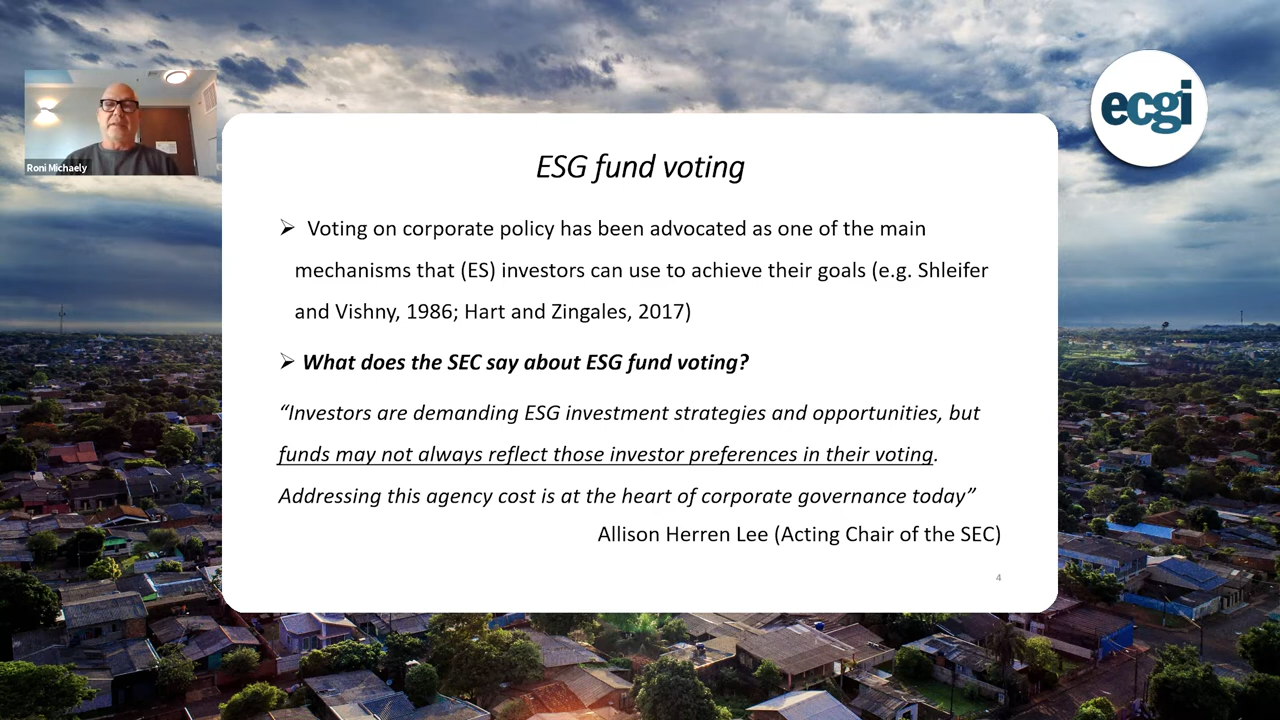 ecgi
Roni Michaely
ESG fund voting
➢ Voting on corporate policy has been advocated as one of the main
mechanisms that (ES) investors can use to achieve their goals (e.g. Shleifer
and Vishny, 1986; Hart and Zingales, 2017)
➢ What does the SEC say about ESG fund voting?
“Investors are demanding ESG investment strategies and opportunities, but
funds may not always reflect those investor preferences in their voting.
Addressing this agency cost is at the heart of corporate governance today”
Allison Herren Lee (Acting Chair of the SEC)
4